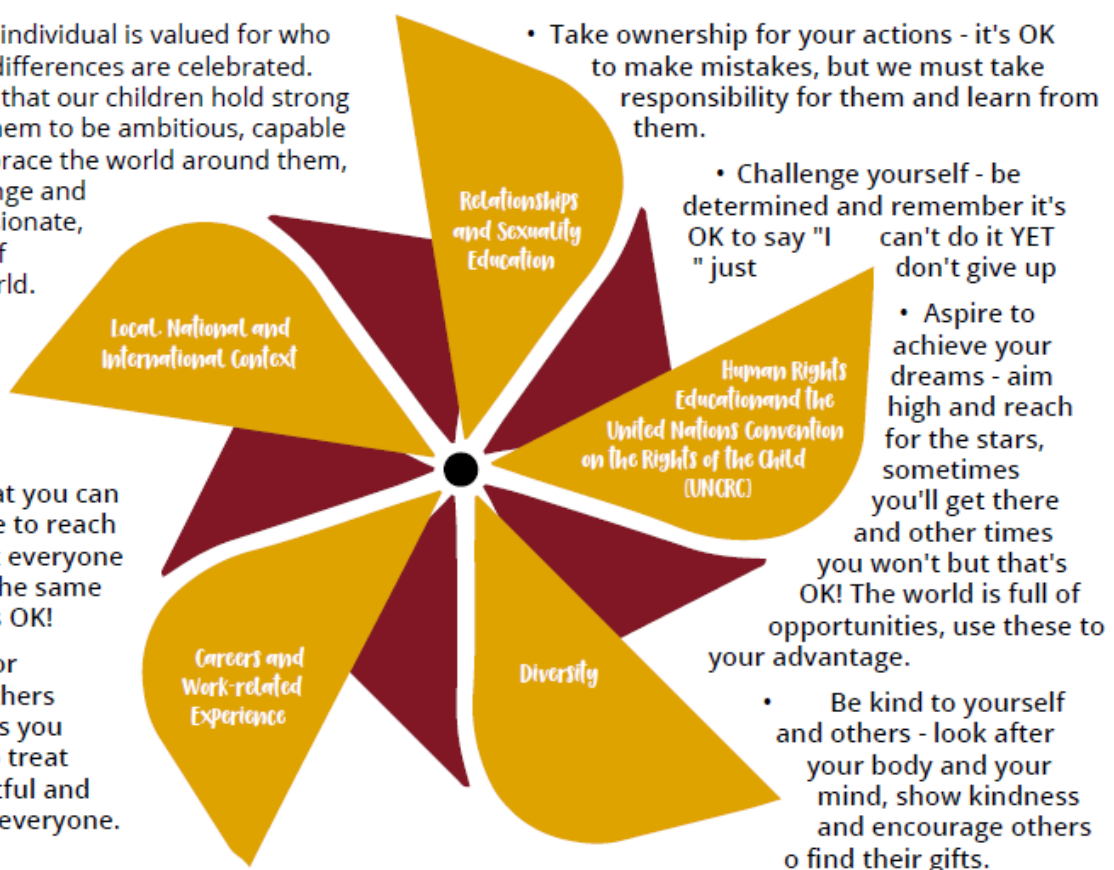 individual is valued for who
differences are celebrated.
that our children hold strong
hem to be ambitious, capable
race the world around them,
nge and
sionate,
f
rld.
at you can
e to reach
everyone
he same
s OK!
or
hers
s you
treat
tful and
everyone.
Relationships
and Sexuality
Education
Local, National and
International Context
Human Rights
Educationand the
United Nations Convention
on the Rights of the Child
(UNCRC)
Careers and
Work-related
Experience
Diversity
• Take ownership for your actions - it's OK
to make mistakes, but we must take
responsibility for them and learn from
them.
• Challenge yourself - be
determined and remember it's
OK to say "I can't do it YET
" just don't give up
• Aspire to
achieve your
dreams - aim
high and reach
for the stars,
sometimes
you'll get there
and other times
you won't but that's
OK! The world is full of
opportunities, use these to
your advantage.
• Be kind to yourself
and others - look after
your body and your
mind, show kindness
and encourage others
o find their gifts.